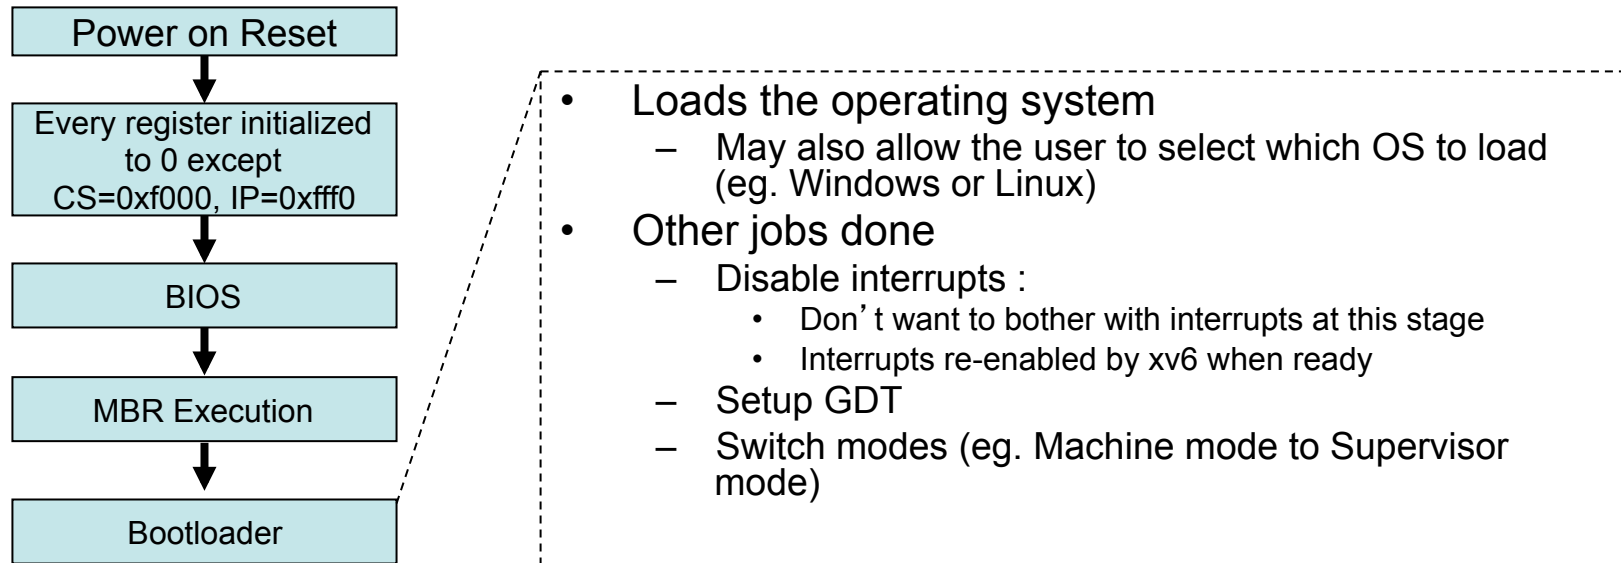 Power on Reset
Every register initialized
to 0 except
CS=0xf000, IP=0xfff0
BIOS
MBR Execution
Bootloader
• Loads the operating system
– May also allow the user to select which OS to load
(eg. Windows or Linux)
• Other jobs done
– Disable interrupts :
• Don’t want to bother with interrupts at this stage
• Interrupts re-enabled by xv6 when ready
– Setup GDT
– Switch modes (eg. Machine mode to Supervisor
mode)